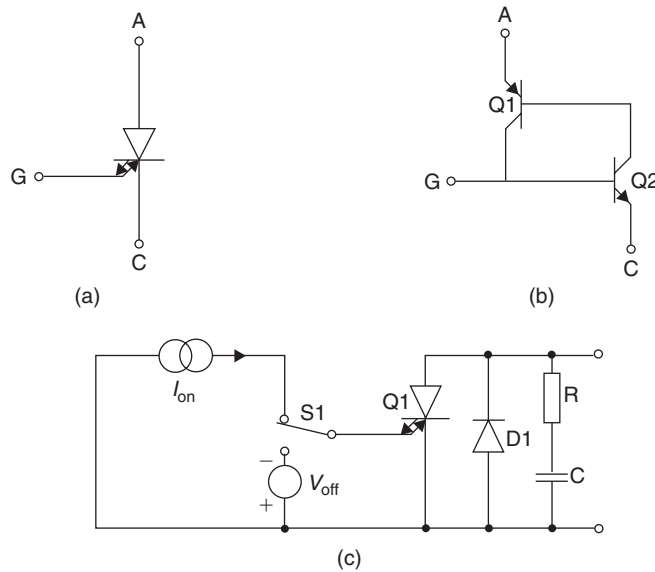 A
A
Q1
G
G
Q2
C
C
(a)
(b)
I_on
S1
Q1
R
D1
−
V_off
+
C
(c)